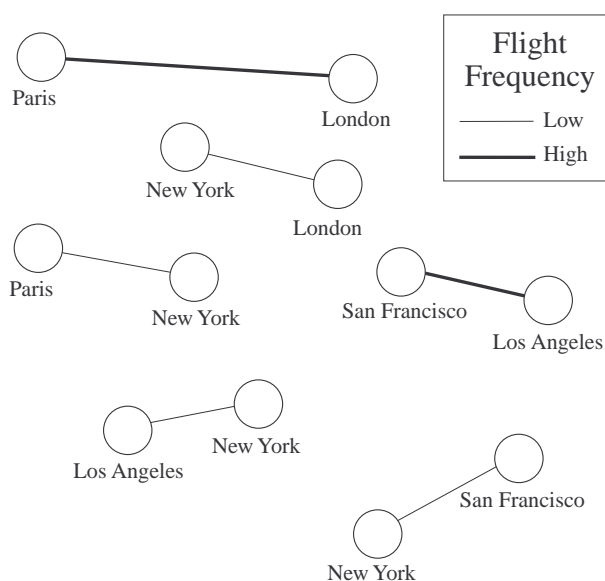 Flight
Frequency
Low
High
Paris
London
New York
London
Paris
New York
San Francisco
Los Angeles
New York
Los Angeles
San Francisco
New York